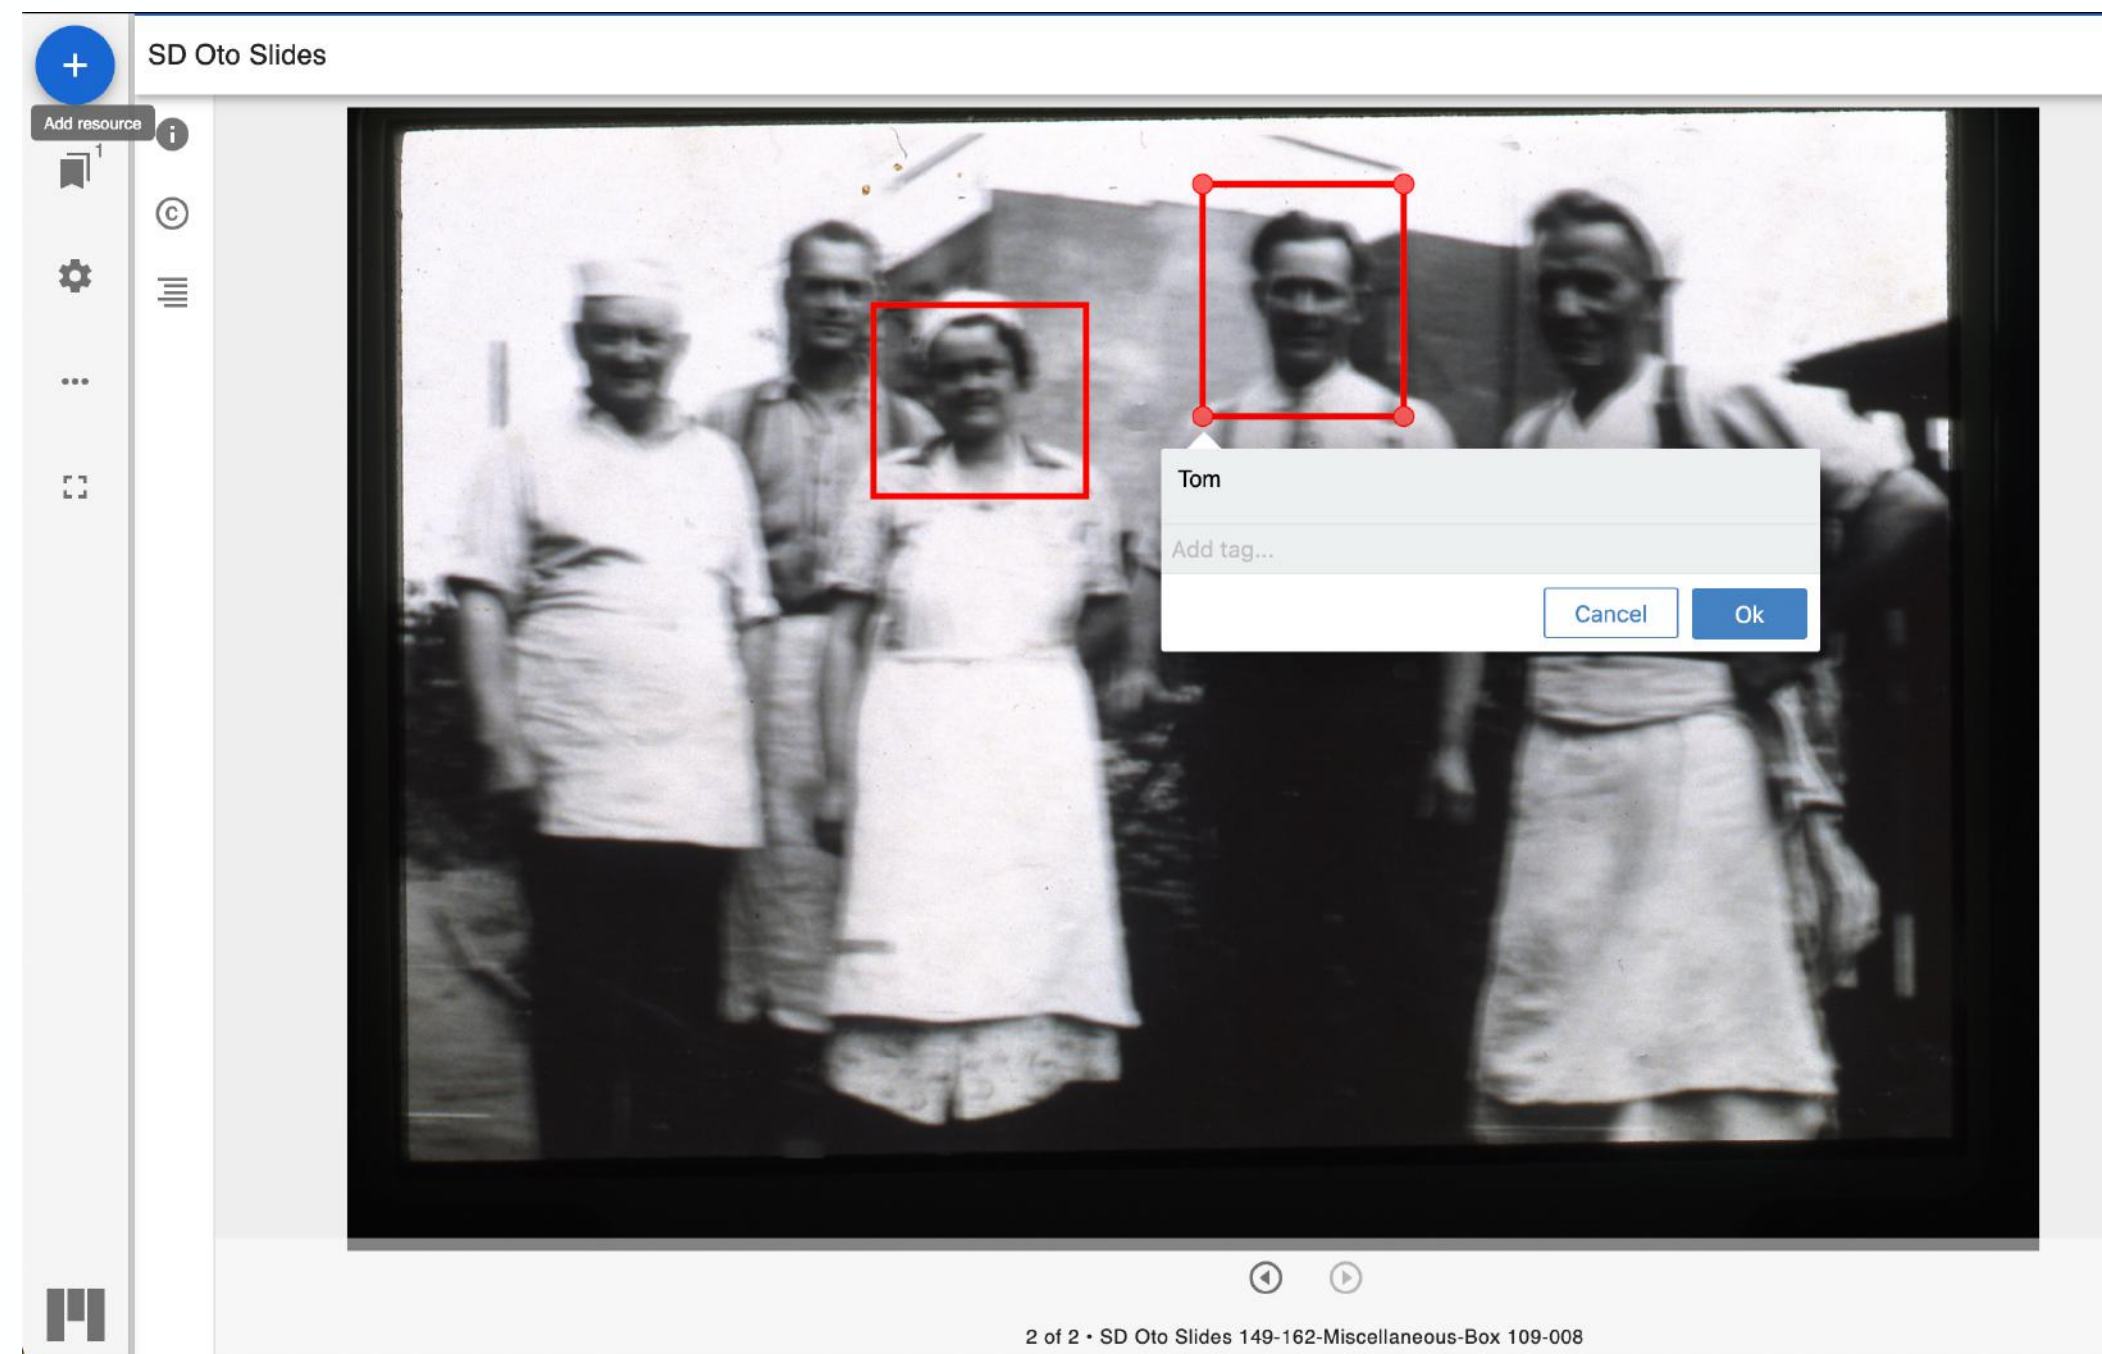 SD Oto Slides
Add resource
1
Tom
Add tag...
Cancel
Ok
2 of 2 • SD Oto Slides 149-162-Miscellaneous-Box 109-008